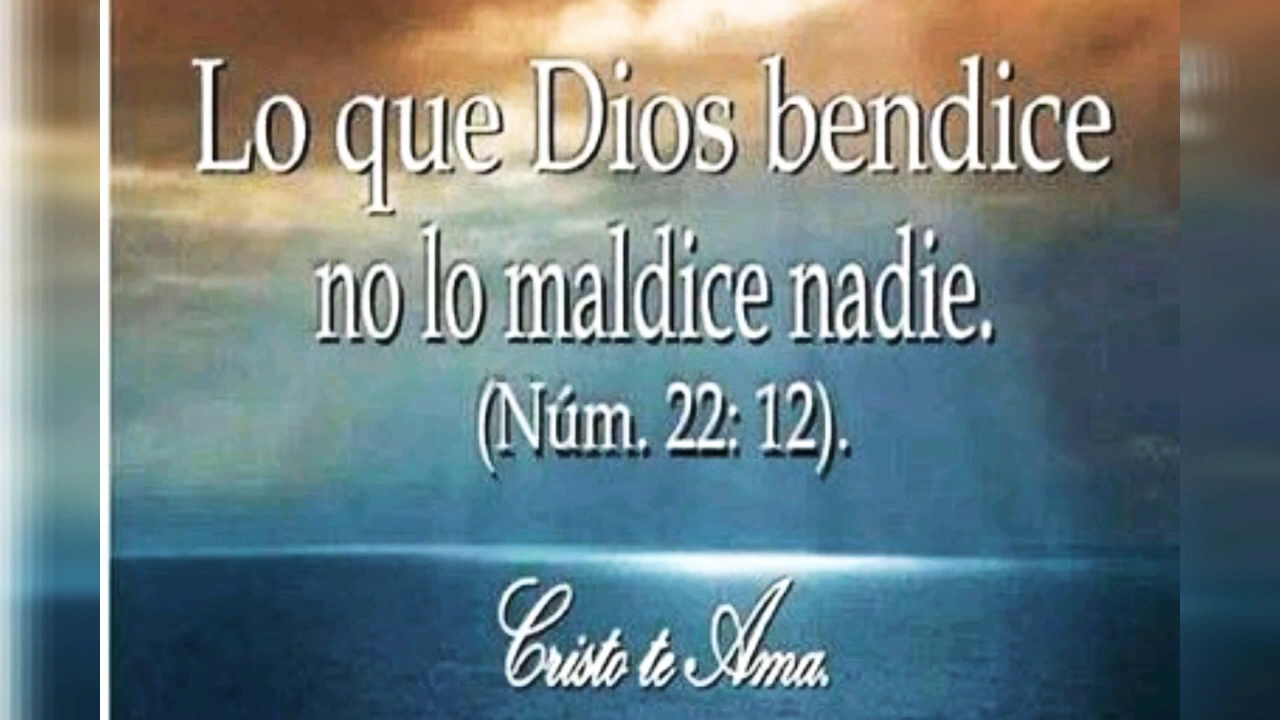 Lo que Dios bendice
no lo maldice nadie.
(Núm. 22: 12).
Cristo te Ama.